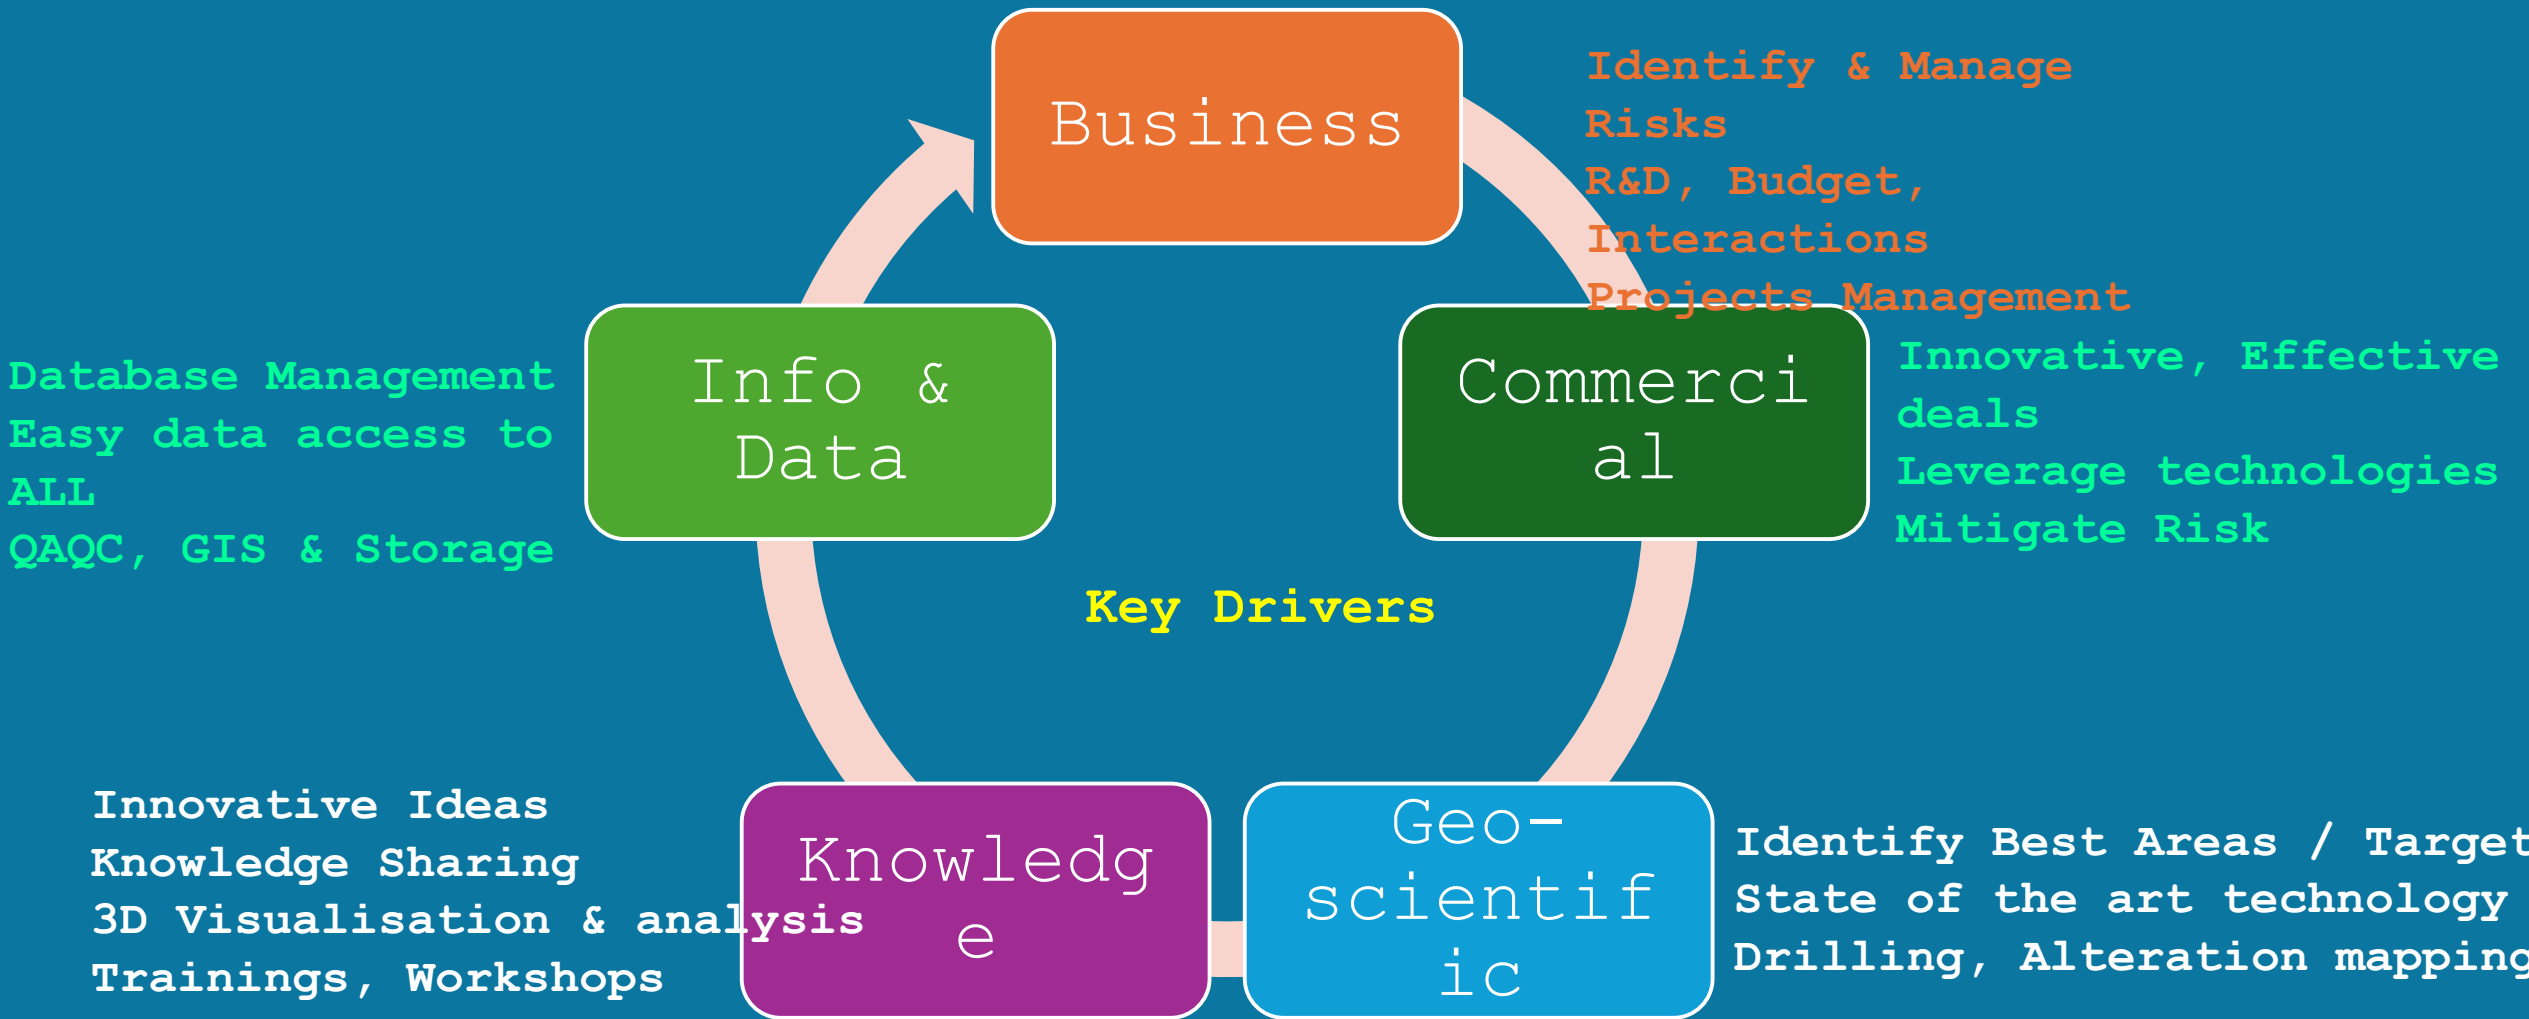 Business
Identify & Manage
Risks
R&D, Budget,
Interactions
Projects Management
Info &
Data
Commerci
al
Innovative, Effective
deals
Leverage technologies
Mitigate Risk
Database Management
Easy data access to
ALL
QAQC, GIS & Storage
Key Drivers
Innovative Ideas
Knowledge Sharing
3D Visualisation & analysis
Trainings, Workshops
Knowledg
e
Geo-
scientif
ic
Identify Best Areas / Target
State of the art technology
Drilling, Alteration mapping